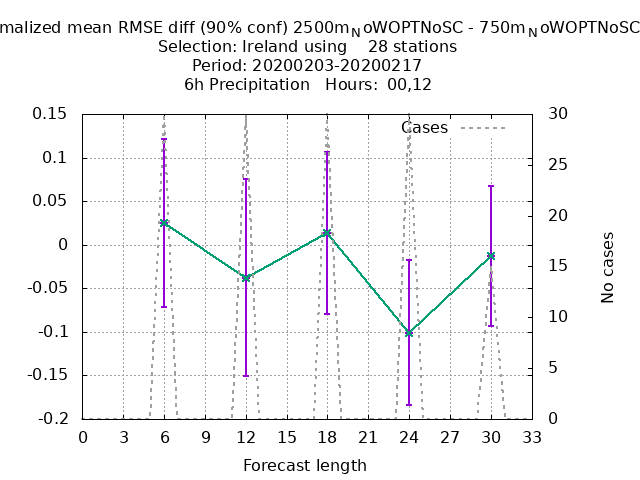 malized mean RMSE diff (90% conf) 2500mNoWOPTNoSC - 750mNoWOPTNoSC
Selection: Ireland using 28 stations
Period: 20200203-20200217
6h Precipitation Hours: 00,12
Cases
0.15
0.1
0.05
0
-0.05
-0.1
-0.15
-0.2
30
25
20
15
10
5
0
No cases
0 3 6 9 12 15 18 21 24 27 30 33
Forecast length